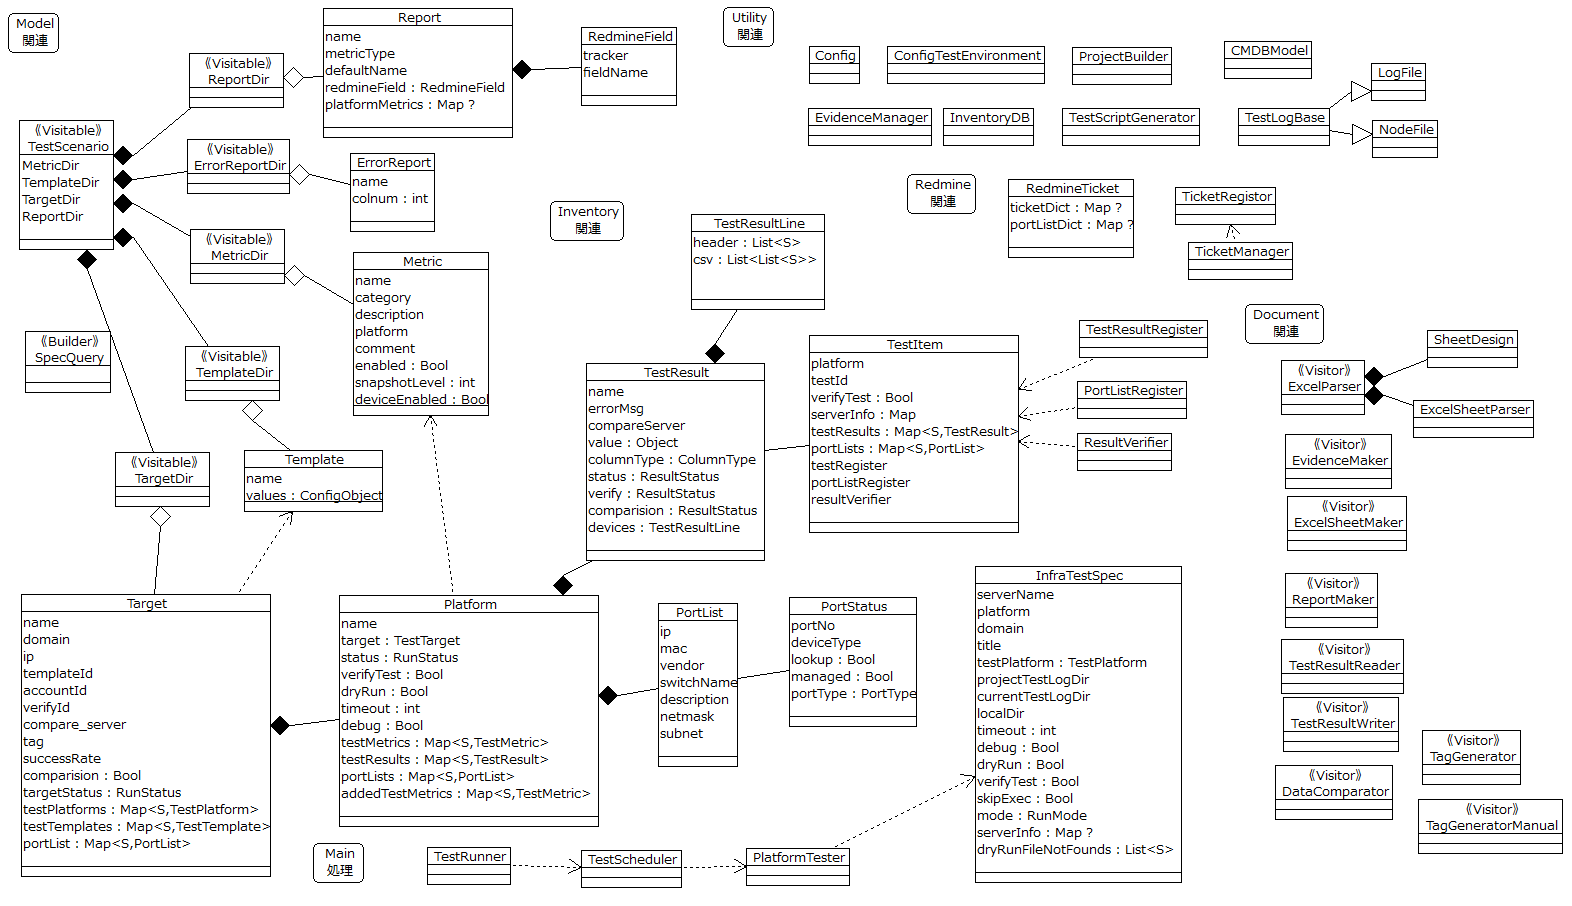 Model
関連
《Visitable》
ReportDir
Report
name
metricType
defaultName
redmineField : RedmineField
platformMetrics : Map ?
RedmineField
tracker
fieldName
Utility
関連
Config
ConfigTestEnvironment
ProjectBuilder
CMDBModel
LogFile
EvidenceManager
InventoryDB
TestScriptGenerator
TestLogBase
NodeFile
《Visitable》
TestScenario
MetricDir
TemplateDir
TargetDir
ReportDir
《Visitable》
ErrorReportDir
ErrorReport
name
colnum : int
《Visitable》
MetricDir
Metric
name
category
description
platform
comment
enabled : Bool
snapshotLevel : int
deviceEnabled : Bool
《Builder》
SpecQuery
《Visitable》
TemplateDir
《Visitable》
TargetDir
Template
name
values : ConfigObject
Inventory
関連
TestResultLine
header : List<S>
csv : List<List<S>>
TestResult
name
errorMsg
compareServer
value : Object
columnType : ColumnType
status : ResultStatus
verify : ResultStatus
comparision : ResultStatus
devices : TestResultLine
TestItem
platform
testId
verifyTest : Bool
serverInfo : Map
testResults : Map<S,TestResult>
portLists : Map<S,PortList>
testRegister
portListRegister
resultVerifier
TestResultRegister
PortListRegister
ResultVerifier
Redmine
関連
RedmineTicket
ticketDict : Map ?
portListDict : Map ?
TicketRegistor
TicketManager
Document
関連
《Visitor》
ExcelParser
SheetDesign
ExcelSheetParser
《Visitor》
EvidenceMaker
《Visitor》
ExcelSheetMaker
《Visitor》
ReportMaker
《Visitor》
TestResultReader
《Visitor》
TestResultWriter
《Visitor》
DataComparator
《Visitor》
TagGenerator
《Visitor》
TagGeneratorManual
Target
name
domain
ip
templateId
accountId
verifyId
compare_server
tag
successRate
comparision : Bool
targetStatus : RunStatus
testPlatforms : Map<S,TestPlatform>
testTemplates : Map<S,TestTemplate>
portList : Map<S,PortList>
Platform
name
target : TestTarget
status : RunStatus
verifyTest : Bool
dryRun : Bool
timeout : int
debug : Bool
testMetrics : Map<S,TestMetric>
testResults : Map<S,TestResult>
portLists : Map<S,PortList>
addedTestMetrics : Map<S,TestMetric>
PortList
ip
mac
vendor
switchName
description
netmask
subnet
PortStatus
portNo
deviceType
lookup : Bool
managed : Bool
portType : PortType
InfraTestSpec
serverName
platform
domain
title
testPlatform : TestPlatform
projectTestLogDir
currentTestLogDir
localDir
timeout : int
debug : Bool
dryRun : Bool
verifyTest : Bool
skipExec : Bool
mode : RunMode
serverInfo : Map ?
dryRunFileNotFounds : List<S>
Main
処理
TestRunner
TestScheduler
PlatformTester